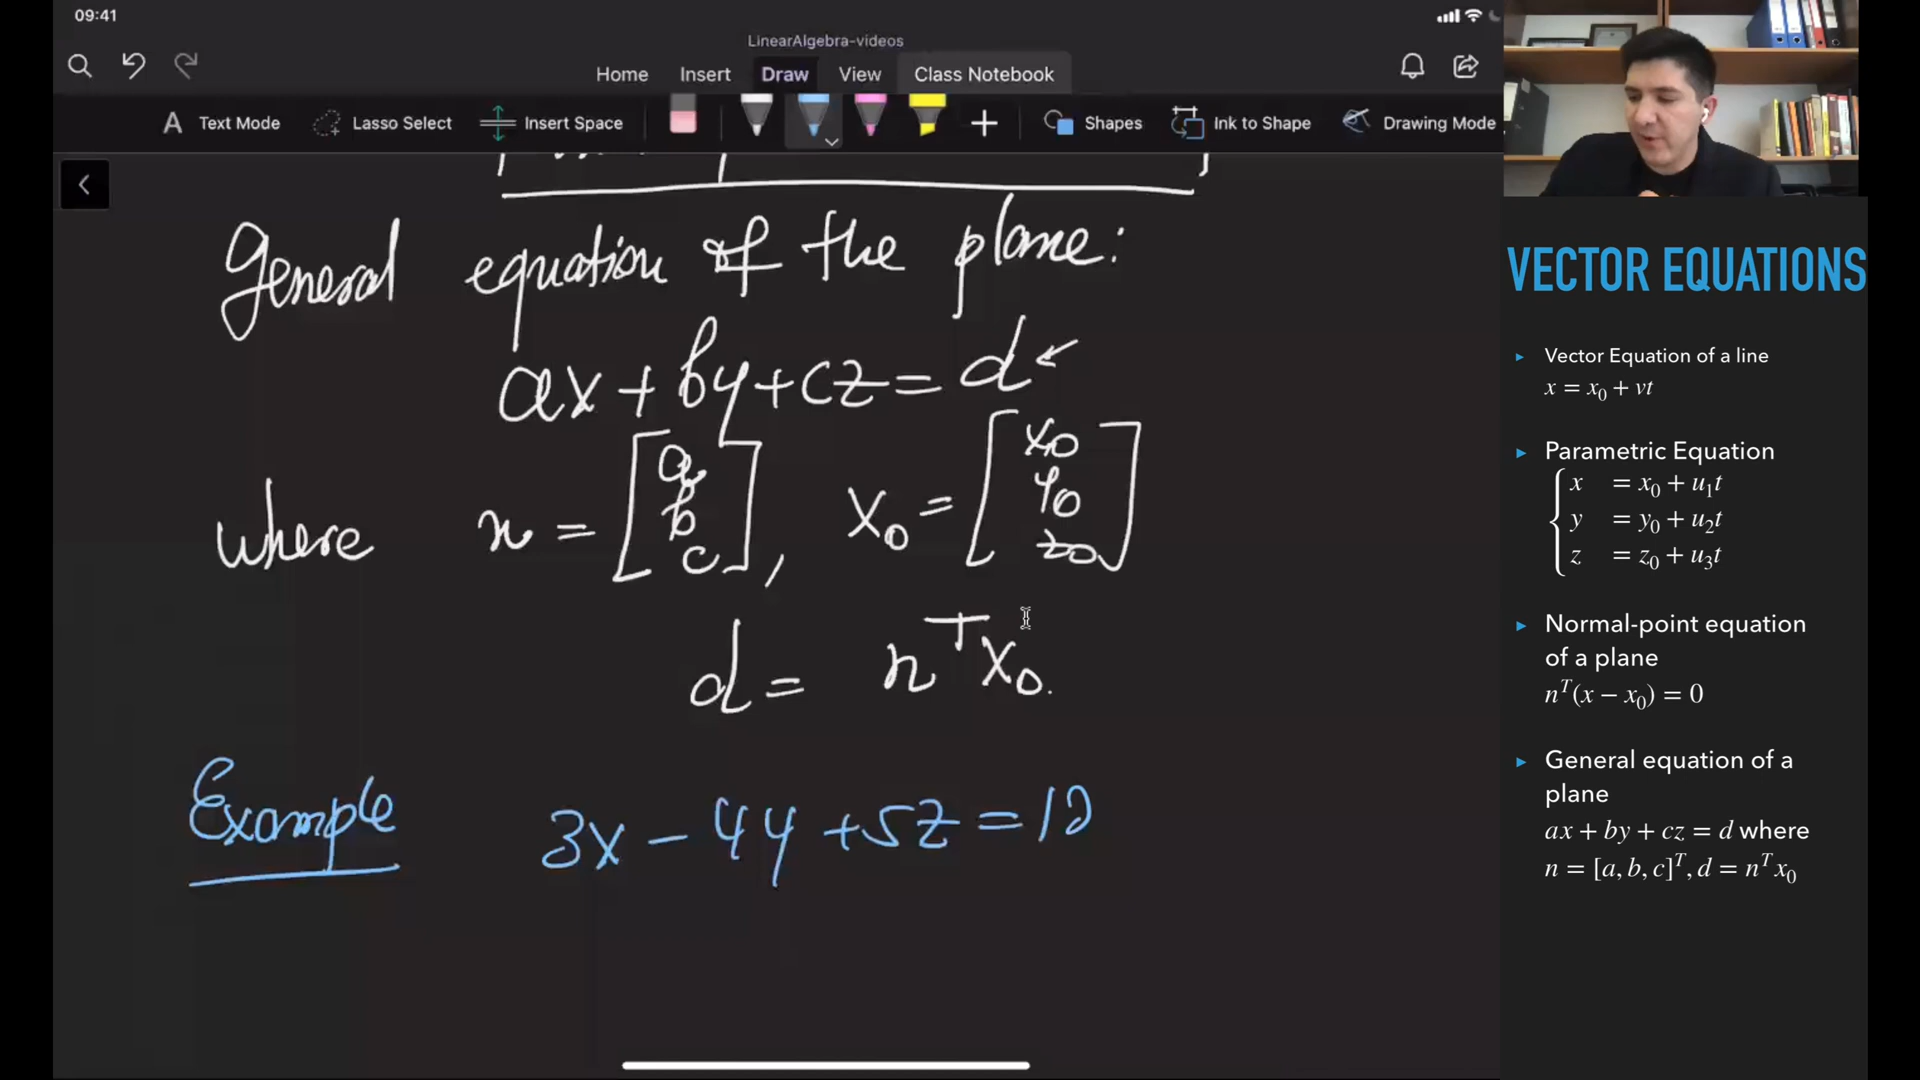 09:41
LinearAlgebra-videos
Home Insert Draw View Class Notebook
A Text Mode Lasso Select Insert Space Shapes Ink to Shape Drawing Mode
General equation of the plane:
ax + by + cz = d ←
where n = [a b c], x₀ = [x₀ y₀ z₀]
d = nᵀx₀.
Example 3x - 4y + 5z =
VECTOR EQUATIONS
▸ Vector Equation of a line
x = x₀ + vt
▸ Parametric Equation
x = x₀ + u₁t
y = y₀ + u₂t
z = z₀ + u₃t
▸ Normal-point equation
of a plane
nᵀ(x − x₀) = 0
▸ General equation of a
plane
ax + by + cz = d where
n = [a, b, c]ᵀ, d = nᵀx₀